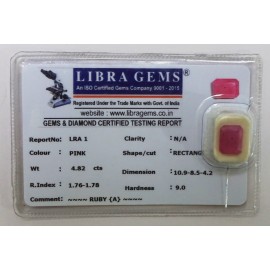 LIBRA GEMS®
An ISO Certified Gems Company 9001 - 2015
Registered Under the Trade Marks with Govt. of India
website : www.libragems.co.in
GEMS & DIAMOND CERTIFIED TESTING REPORT
ReportNo: LRA 1 Clarity : N/A
Colour : PINK Shape/cut : RECTANG
Wt : 4.82 cts Dimension : 10.9-8.5-4.2
R.Index : 1.76-1.78 Hardness : 9.0
Comment : ~~~~ RUBY {A} ~~~~